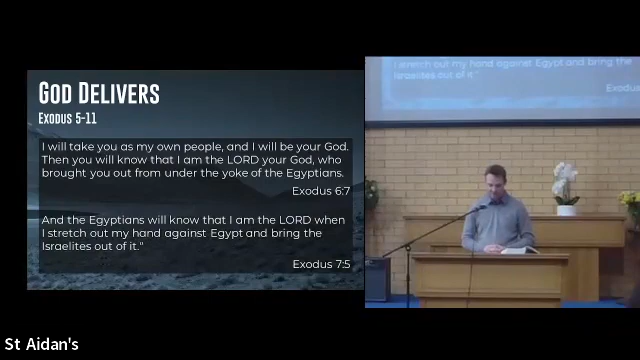 GOD DELIVERS
EXODUS 5-11
I will take you as my own people, and I will be your God.
Then you will know that I am the LORD your God, who
brought you out from under the yoke of the Egyptians.
Exodus 6:7
And the Egyptians will know that I am the LORD when
I stretch out my hand against Egypt and bring the
Israelites out of it."
Exodus 7:5
I stretch out my hand against Egypt and bring the
Israelites out of it"
Exodus
St Aidan's